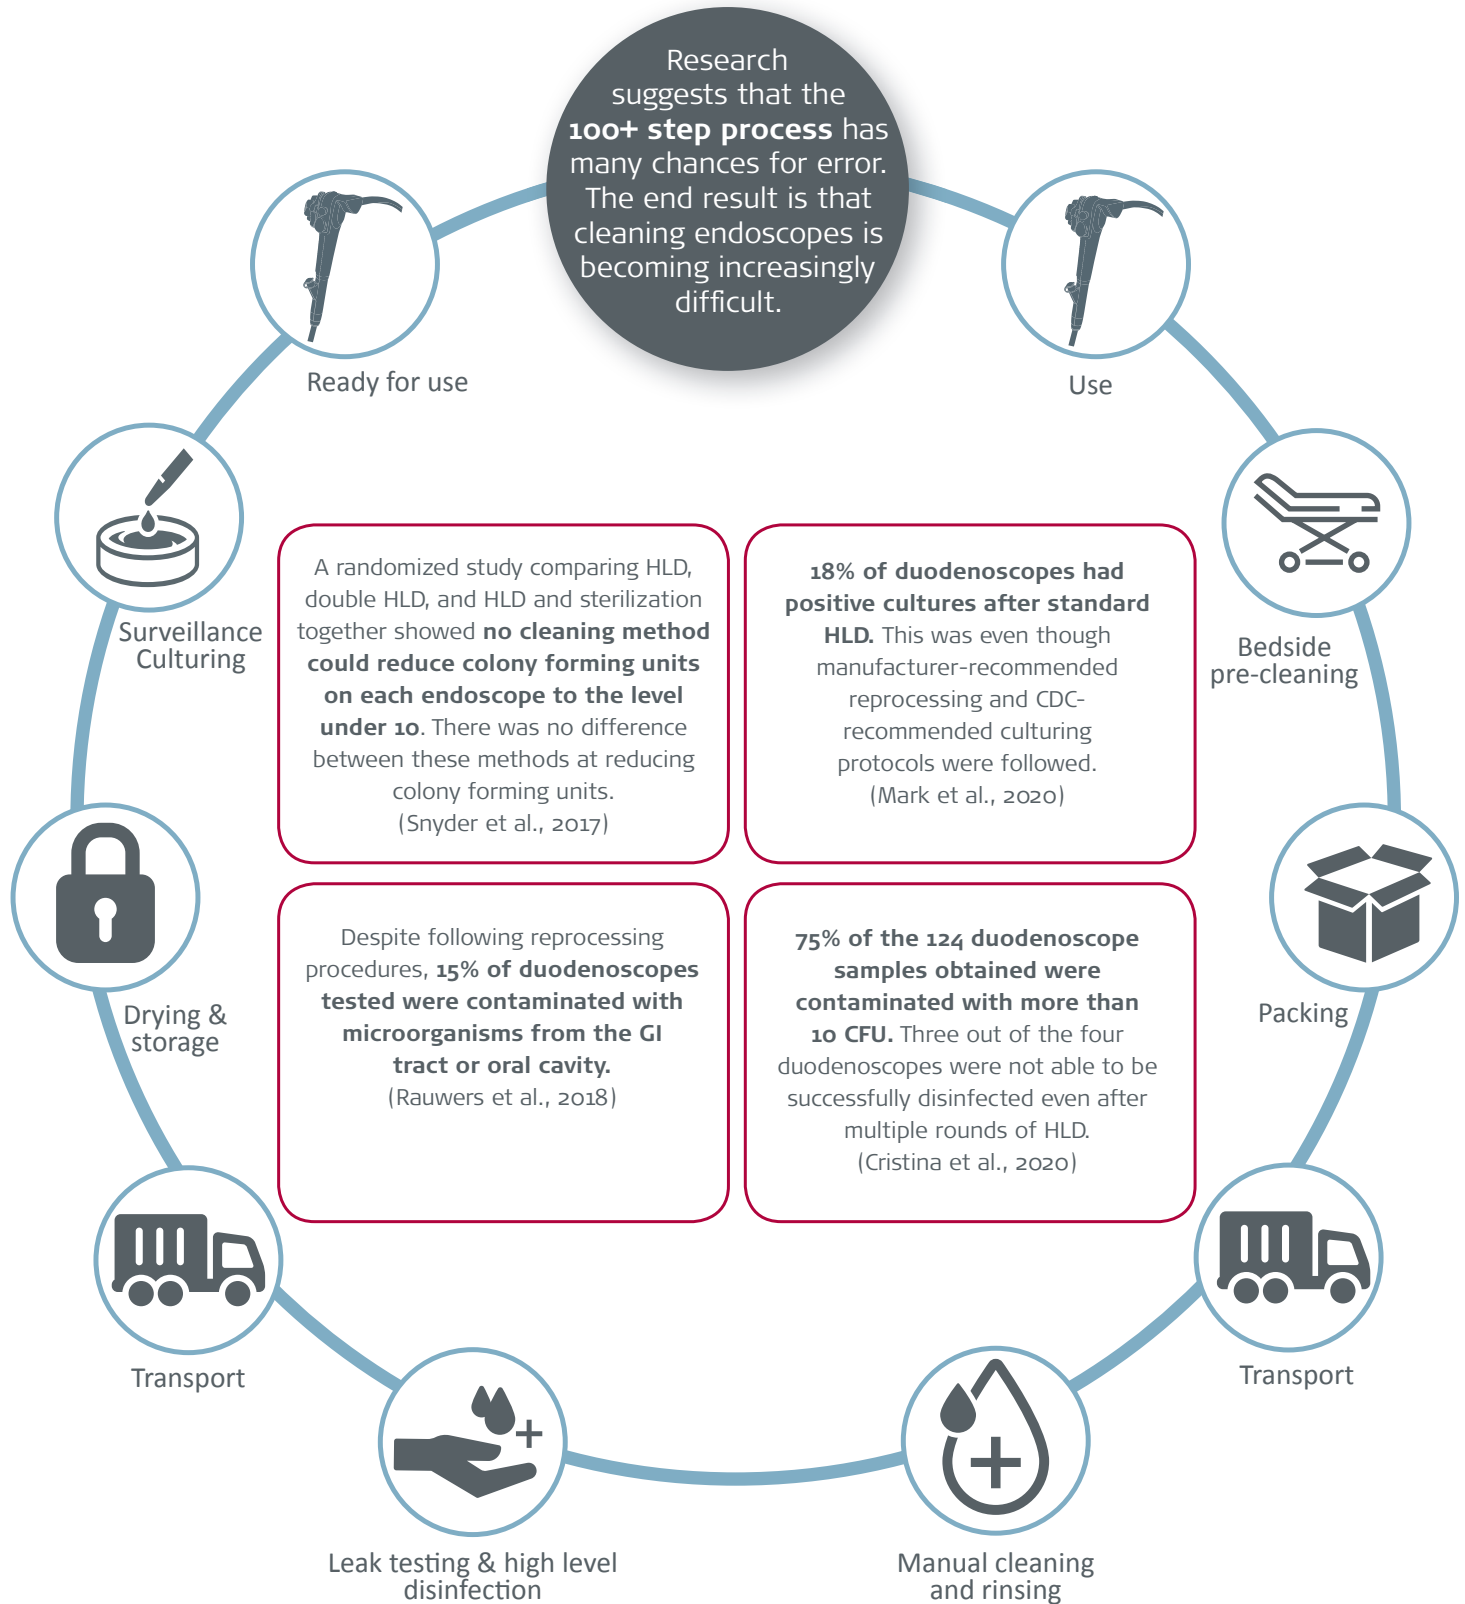 Research
suggests that the
100+ step process has
many chances for error.
The end result is that
cleaning endoscopes is
becoming increasingly
difficult.
Use
Bedside
pre-cleaning
Packing
Transport
Manual cleaning
and rinsing
Leak testing & high level
disinfection
Transport
Drying &
storage
Surveillance
Culturing
Ready for use
A randomized study comparing HLD,
double HLD, and HLD and sterilization
together showed no cleaning method
could reduce colony forming units
on each endoscope to the level
under 10. There was no difference
between these methods at reducing
colony forming units.
(Snyder et al., 2017)
18% of duodenoscopes had
positive cultures after standard
HLD. This was even though
manufacturer-recommended
reprocessing and CDC-
recommended culturing
protocols were followed.
(Mark et al., 2020)
Despite following reprocessing
procedures, 15% of duodenoscopes
tested were contaminated with
microorganisms from the GI
tract or oral cavity.
(Rauwers et al., 2018)
75% of the 124 duodenoscope
samples obtained were
contaminated with more than
10 CFU. Three out of the four
duodenoscopes were not able to be
successfully disinfected even after
multiple rounds of HLD.
(Cristina et al., 2020)